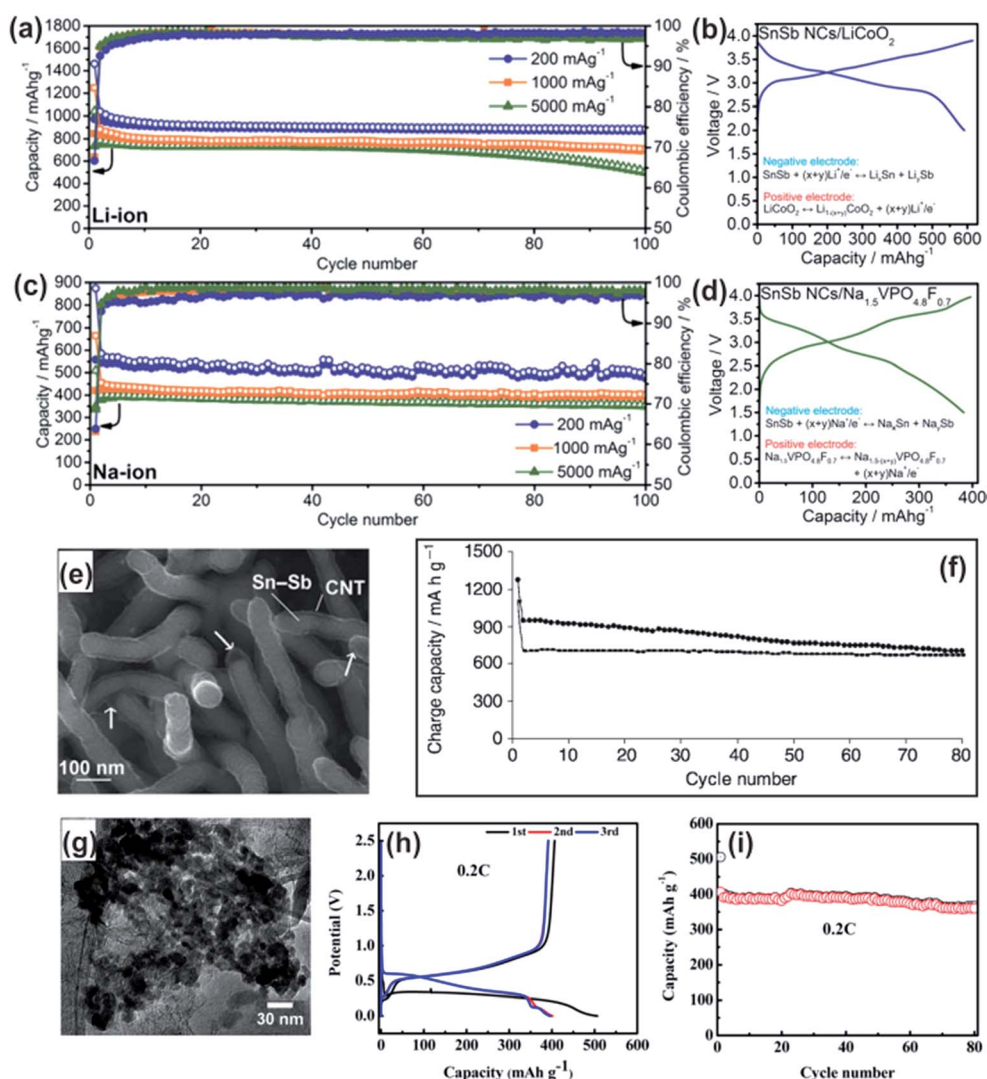 (a)
1800
1600
1400
1200
1000
800
600
400
200
0
Capacity / mAhg⁻¹
200 mAg⁻¹
1000 mAg⁻¹
5000 mAg⁻¹
Li-ion
100
90
80
70
60
50
Coulombic efficiency / %
0 20 40 60 80 100
Cycle number
(b)
SnSb NCs/LiCoO₂
4.0
3.5
3.0
2.5
2.0
1.5
1.0
0.5
0.0
Voltage / V
Negative electrode:
SnSb + (x+y)Li⁺/e⁻ ↔ LiₓSn + LiᵧSb
Positive electrode:
LiCoO₂ ↔ Li₁₋₍ₓ₊ᵧ₎CoO₂ + (x+y)Li⁺/e⁻
0 100 200 300 400 500 600
Capacity / mAhg⁻¹
(c)
900
800
700
600
500
400
300
200
100
0
Capacity / mAhg⁻¹
200 mAg⁻¹
1000 mAg⁻¹
5000 mAg⁻¹
Na-ion
100
90
80
70
60
50
Coulombic efficiency / %
0 20 40 60 80 100
Cycle number
(d)
SnSb NCs/Na₁.₅VPO₄.₈F₀.₇
4.0
3.5
3.0
2.5
2.0
1.5
1.0
0.5
0.0
Voltage / V
Negative electrode:
SnSb + (x+y)Na⁺/e⁻ ↔ NaₓSn + NaᵧSb
Positive electrode:
Na₁.₅VPO₄.₈F₀.₇ ↔ Na₁.₅₋₍ₓ₊ᵧ₎VPO₄.₈F₀.₇
+ (x+y)Na⁺/e⁻
0 100 200 300 400
Capacity / mAhg⁻¹
(e)
Sn–Sb
CNT
100 nm
(f)
1500
1200
900
600
300
0
Charge capacity / mA h g–1
0 10 20 30 40 50 60 70 80
Cycle number
(g)
30 nm
(h)
1st 2nd 3rd
0.2C
2.5
2.0
1.5
1.0
0.5
0.0
Potential (V)
0 100 200 300 400 500 600
Capacity (mAh g⁻¹)
(i)
600
500
400
300
200
100
0
Capacity (mAh g⁻¹)
0.2C
0 20 40 60 80
Cycle number